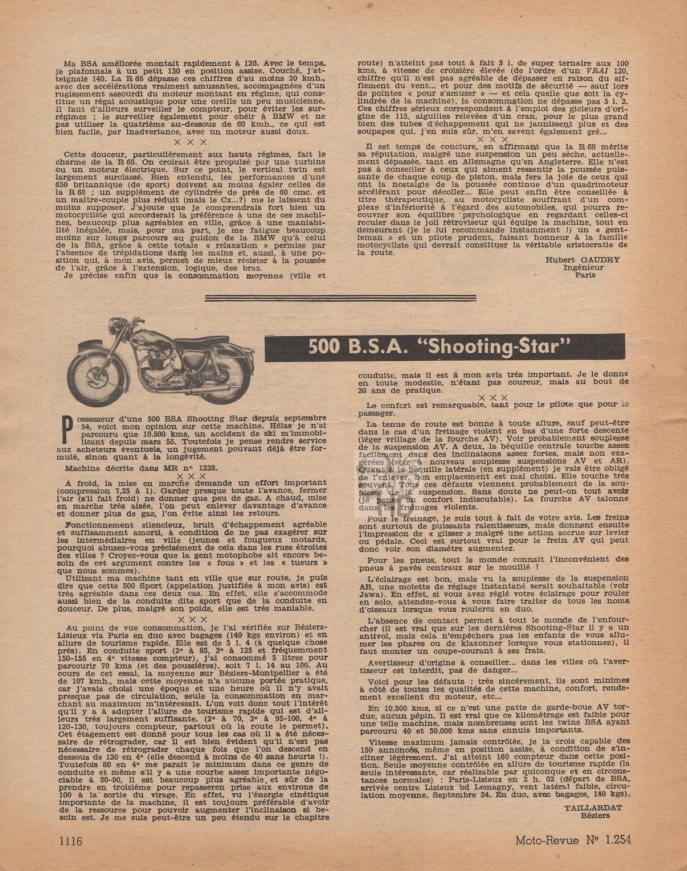 Ma BSA améliorée montait rapidement à 120. Avec le temps,
je plafonnais à un petit 130 en position assise. Couché, j'at-
teignais 140. La R 68 dépasse ces chiffres d'au moins 20 kmh.,
avec des accélérations vraiment amusantes, accompagnées d'un
rugissement assourdi du moteur montant en régime, qui cons-
titue un régal acoustique pour une oreille un peu musicienne.
Il faut d'ailleurs surveiller le compteur, pour éviter les sur-
régimes ; le surveiller également pour obéir à BMW et ne
pas utiliser la quatrième au-dessous de 60 kmh., ce qui est
bien facile, par inadvertance, avec un moteur aussi doux.
× × ×
Cette douceur, particulièrement aux hauts régimes, fait le
charme de la R 68. On croirait être propulsé par une turbine
ou un moteur électrique. Sur ce point, le vertical twin est
largement surclassé. Bien entendu, les performances d'une
650 britannique (de sport) doivent au moins égaler celles de
la R 68 ; un supplément de cylindrée de près de 60 cmc. et
un maître-couple plus réduit (mais le Cx...?) me le laissent du
moins supposer. J'ajoute que je comprendrais fort bien un
motocycliste qui accorderait la préférence à une de ces machi-
nes, beaucoup plus agréables en ville, grâce à une maniabi-
lité inégalée, mais, pour ma part, je me fatigue beaucoup
moins sur longs parcours au guidon de la BMW qu'à celui
de la BSA, grâce à cette totale « relaxation » permise par
l'absence de trépidations dans les mains et, aussi, à une po-
sition qui, à mon avis, permet de mieux résister à la poussée
de l'air, grâce à l'extension, logique, des bras.
Je précise enfin que la consommation moyenne (ville et
route) n'atteint pas tout à fait 5 l. de super ternaire aux 100
kms, à vitesse de croisière élevée (de l'ordre d'un VRAI 120,
chiffre qu'il n'est pas agréable de dépasser en raison du sif-
flement du vent... et pour des motifs de sécurité — sauf lors
de pointes « pour s'amuser » — et cela quelle que soit la cy-
lindrée de la machine), la consommation ne dépasse pas 5 l. 2.
Ces chiffres sérieux correspondent à l'emploi des gicleurs d'ori-
gine de 115, aiguilles relevées d'un cran, pour le plus grand
bien des tubes d'échappement qui ne jaunissent plus et des
soupapes qui, j'en suis sûr, m'en savent également gré...
× × ×
Il est temps de conclure, en affirmant que la R 68 mérite
sa réputation, malgré une suspension un peu sèche, actuelle-
ment dépassée, tant en Allemagne qu'en Angleterre. Elle n'est
pas à conseiller à ceux qui aiment ressentir la poussée puis-
sante de chaque coup de piston, mais fera la joie de ceux qui
ont la nostalgie de la poussée continue d'un quadrimoteur
accélérant pour décoller... Elle peut enfin être conseillée à
titre thérapeutique, au motocycliste souffrant d'un com-
plexe d'infériorité à l'égard des automobiles, qui pourra re-
couvrer son équilibre psychologique en regardant celles-ci
reculer dans le joli rétroviseur qui équipe la machine, tout en
demeurant (je le lui recommande instamment !) un « gent-
leman » et un pilote prudent, faisant honneur à la famille
motocycliste qui devrait constituer la véritable aristocratie de
la route.
Hubert GAUDRY
Ingénieur
Paris
500 B.S.A. "Shooting-Star"
Possesseur d'une 500 BSA Shooting Star depuis septembre
54, voici mon opinion sur cette machine. Hélas je n'ai
parcouru que 10.500 kms, un accident de ski m'immobi-
lisant depuis mars 55. Toutefois je pense rendre service
aux acheteurs éventuels, un jugement pouvant déjà être for-
mulé, sinon quant à la longévité.
Machine décrite dans MR n° 1238.
× × ×
A froid, la mise en marche demande un effort important
(compression 7,25 à 1). Garder presque toute l'avance, fermer
l'air (s'il fait froid) ne donner que peu de gaz. A chaud, mise
en marche très aisée, l'on peut enlever davantage d'avance
et donner plus de gaz, l'on évite ainsi les retours.
Fonctionnement silencieux, bruit d'échappement agréable
et suffisamment amorti, à condition de ne pas exagérer sur
les intermédiaires en ville (jeunes et fougueux motards,
pourquoi abusez-vous précisément de cela dans les rues étroites
des villes ? Croyez-vous que la gent motophobe ait encore be-
soin de cet argument contre les « fous » et les « tueurs »
que nous sommes).
Utilisant ma machine tant en ville que sur route, je puis
dire que cette 500 Sport (appelation justifiée à mon avis) est
très agréable dans ces deux cas. En effet, elle s'accommode
aussi bien de la conduite dite sport que de la conduite en
douceur. De plus, malgré son poids, elle est très maniable.
× × ×
Au point de vue consommation, je l'ai vérifiée sur Béziers-
Lisieux via Paris en duo avec bagages (140 kgs environ) et en
allure de tourisme rapide. Elle est de 5 l. 4 (à quelque chose
près). En conduite sport (2° à 85, 3° à 125 et fréquemment
150-155 en 4° vitesse compteur), j'ai consommé 5 litres pour
parcourir 70 kms (et des poussières), soit 7 l. 14 au 100. Au
cours de cet essai, la moyenne sur Béziers-Montpellier a été
de 107 kmh., mais cette moyenne n'a aucune portée pratique,
car j'avais choisi une époque et une heure où il n'y avait
presque pas de circulation, seule la consommation en mar-
chant au maximum m'intéressait. L'on voit donc tout l'intérêt
qu'il y a à adopter l'allure de tourisme rapide qui est d'ail-
leurs très largement suffisante. (2° à 70, 3° à 95-100, 4° à
120-130, toujours compteur, partout où la route le permet).
Cet étagement est donné pour tous les cas où il a été néces-
saire de rétrograder, car il est bien évident qu'il n'est pas
nécessaire de rétrograder chaque fois que l'on descend en
dessous de 120 en 4° (elle descend à moins de 40 sans heurts !).
Toutefois 80 en 4° me paraît le minimum dans ce genre de
conduite et même s'il y a une courbe assez importante négo-
ciable à 80-90, il est beaucoup plus agréable et sûr de la
prendre en troisième pour repasseren prise aux environs de
100 à la sortie du virage. En effet, vu l'énergie cinétique
importante de la machine, il est toujours préférable d'avoir
de la ressource pour pouvoir augmenter l'inclinaison si be-
soin est. Je me suis peut-être un peu étendu sur le chapitre
couduite, mais il est à mon avis très important. Je le donne
en toute modestie, n'étant pas coureur, mais au bout de
20 ans de pratique.
× × ×
Le confort est remarquable, tant pour le pilote que pour le
passager.
La tenue de route est bonne à toute allure, sauf peut-être
dans le cas d'un freinage violent en bas d'une forte descente
(léger vrillage de la fourche AV). Voir probablement souplesse
de la suspension AV. A deux, la béquille centrale touche assez
des inclinaisons assez fortes, mais non exa-
gérées (voir nouveau souplesse suspensions AV et AR).
Quant à la béquille latérale (en supplément) je vais être obligé
de l'enlever. Son emplacement est mal choisi. Elle touche très
souvent. Tous ces défauts viennent probablement de la sou-
suspension. Sans doute ne peut-on tout avoir
confort indiscutable). La fourche AV talonne
violents.
Pour le freinage, je suis tout à fait de votre avis. Les freins
sont surtout de puissants ralentisseurs, mais donnent ensuite
l'impression de « glisser » malgré une action accrue sur levier
ou pédale. Ceci est surtout vrai pour le frein AV qui peut
donc voir son diamètre augmenter.
Pour les pneus, tout le monde connaît l'inconvénient des
pneus à pavés centraux sur le mouillé !
L'éclairage est bon, mais vu la souplesse de la suspension
AR, une molette de réglage instantané serait souhaitable (voir
Jawa). En effet, si vous avez réglé votre éclairage pour rouler
en solo, attendez-vous à vous faire traiter de tous les noms
d'oiseaux lorsque vous roulerez en duo.
L'absence de contact permet à tout le monde de l'enfour-
cher (il est vrai que sur les dernières Shooting-Star il y a un
antivol, mais cela n'empêchera pas les enfants de vous allu-
mer les phares ou de klaxonner lorsque vous stationnez), il
faut monter un coupe-courant à ses frais.
Avertisseur d'origine à conseiller... dans les villes où l'aver-
tisseur est interdit, pas de danger...
Voici pour les défauts : très sincèrement, ils sont minimes
à côté de toutes les qualités de cette machine, confort, rende-
ment excellent du moteur, etc...
En 10.500 kms, si ce n'est une patte de garde-boue AV tor-
due, aucun pépin. Il est vrai que ce kilométrage est faible pour
une telle machine, mais nombreuses sont les twins BSA ayant
parcouru 40 et 50.000 kms sans ennuis importants.
Vitesse maximum jamais contrôlée, je la crois capable des
150 annoncés, même en position assise, à condition de s'in-
cliner légèrement. J'ai atteint 160 compteur dans cette posi-
tion. Seule moyenne contrôlée en allure de tourisme rapide (la
seule intéressante, car réalisable par quiconque et en circons-
tances normales) : Paris-Lisieux en 2 h. 03 (départ de BSA,
arrivée centre Lisieux bd Lemagny, vent latéral faible, circu-
lation moyenne. Septembre 54. En duo, avec bagages, 140 kgs).
TAILLARDAT
Béziers
1116
Moto-Revue N° 1.254